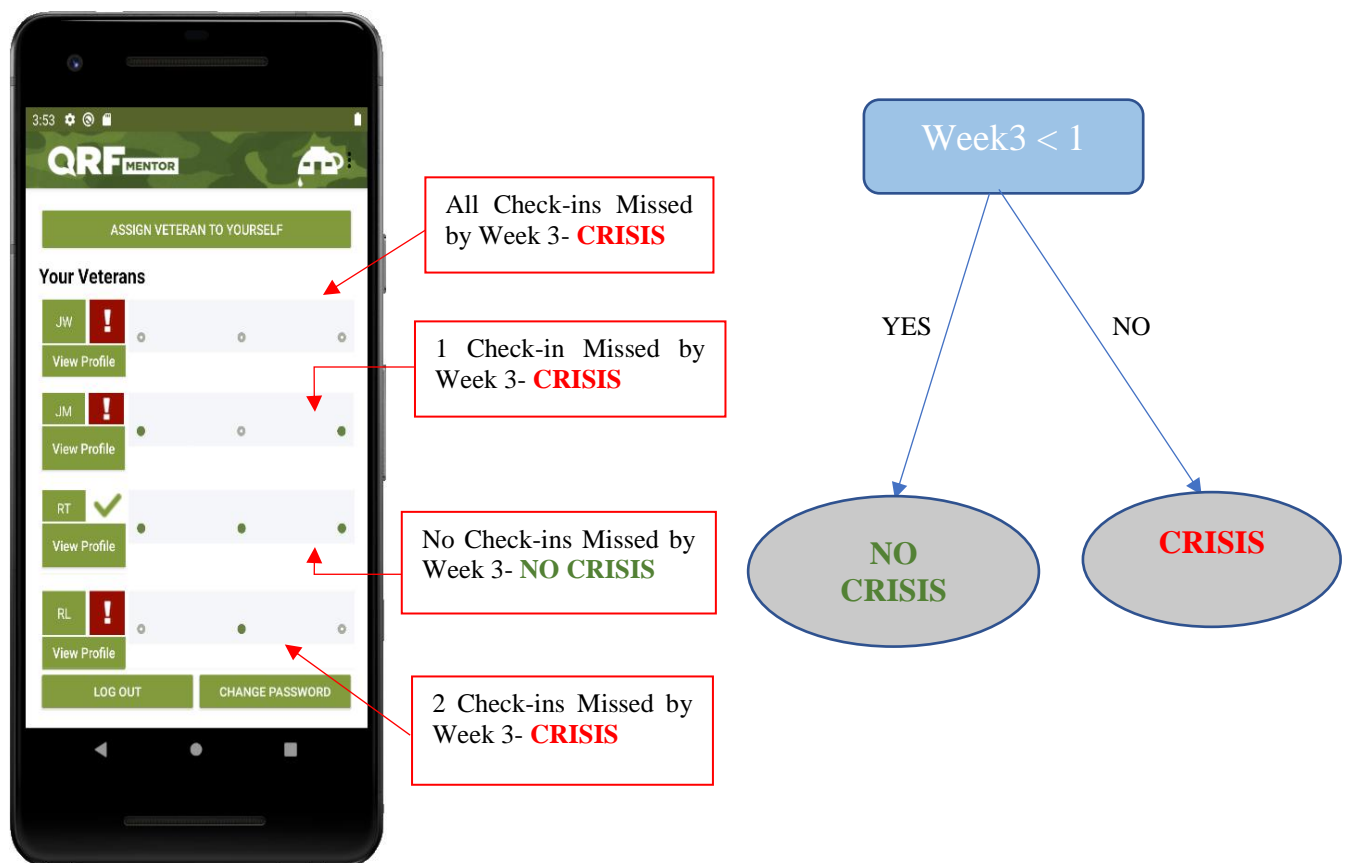 3:53
QRF MENTOR
ASSIGN VETERAN TO YOURSELF
Your Veterans
JW !
View Profile
JM !
View Profile
RT
View Profile
RL !
View Profile
LOG OUT CHANGE PASSWORD
All Check-ins Missed
by Week 3- CRISIS
1 Check-in Missed by
Week 3- CRISIS
No Check-ins Missed by
Week 3- NO CRISIS
2 Check-ins Missed by
Week 3- CRISIS
Week3 < 1
YES NO
NO
CRISIS
CRISIS